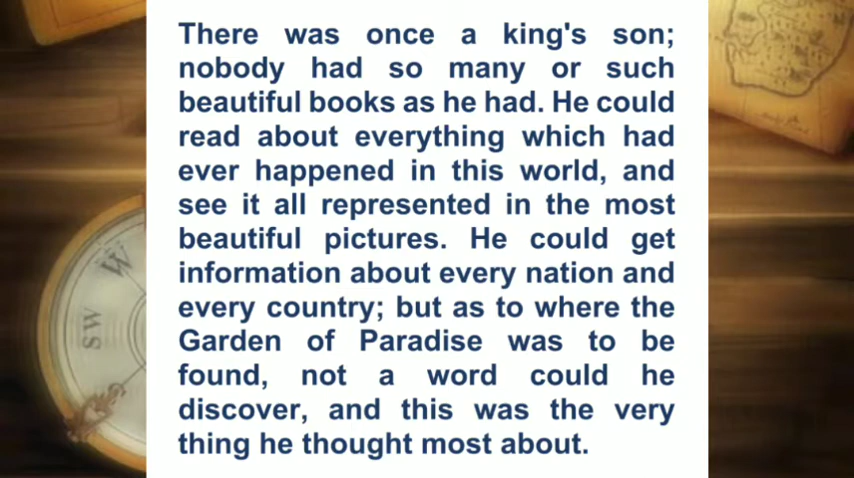 There was once a king's son;
nobody had so many or such
beautiful books as he had. He could
read about everything which had
ever happened in this world, and
see it all represented in the most
beautiful pictures. He could get
information about every nation and
every country; but as to where the
Garden of Paradise was to be
found, not a word could he
discover, and this was the very
thing he thought most about.
W
SW